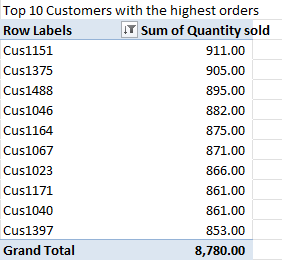 Top 10 Customers with the highest orders
Row Labels Sum of Quantity sold
Cus1151 911.00
Cus1375 905.00
Cus1488 895.00
Cus1046 882.00
Cus1164 875.00
Cus1067 871.00
Cus1023 866.00
Cus1171 861.00
Cus1040 861.00
Cus1397 853.00
Grand Total 8,780.00